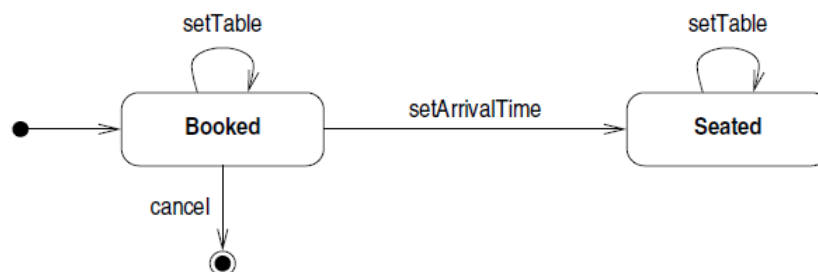 setTable
setTable
Booked
setArrivalTime
Seated
cancel